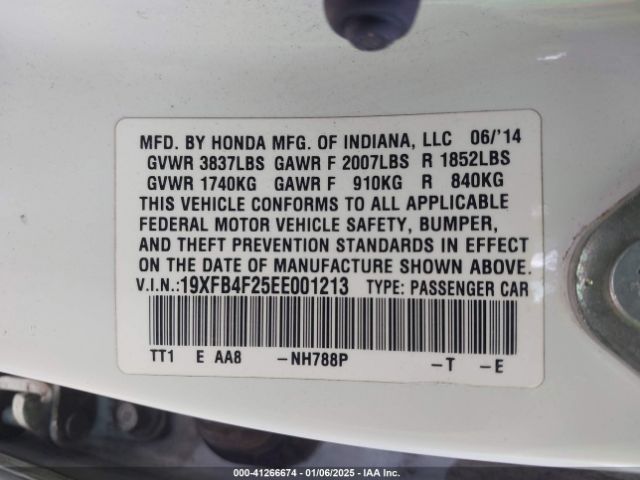 MFD. BY HONDA MFG. OF INDIANA, LLC 06/'14
GVWR 3837LBS GAWR F 2007LBS R 1852LBS
GVWR 1740KG GAWR F 910KG R 840KG
THIS VEHICLE CONFORMS TO ALL APPLICABLE
FEDERAL MOTOR VEHICLE SAFETY, BUMPER,
AND THEFT PREVENTION STANDARDS IN EFFECT
ON THE DATE OF MANUFACTURE SHOWN ABOVE.
V.I.N.:19XFB4F25EE001213 TYPE: PASSENGER CAR
TT1 E AA8 -NH788P -T -E
000-41266674 | 01/06/2025 | IAA Inc.